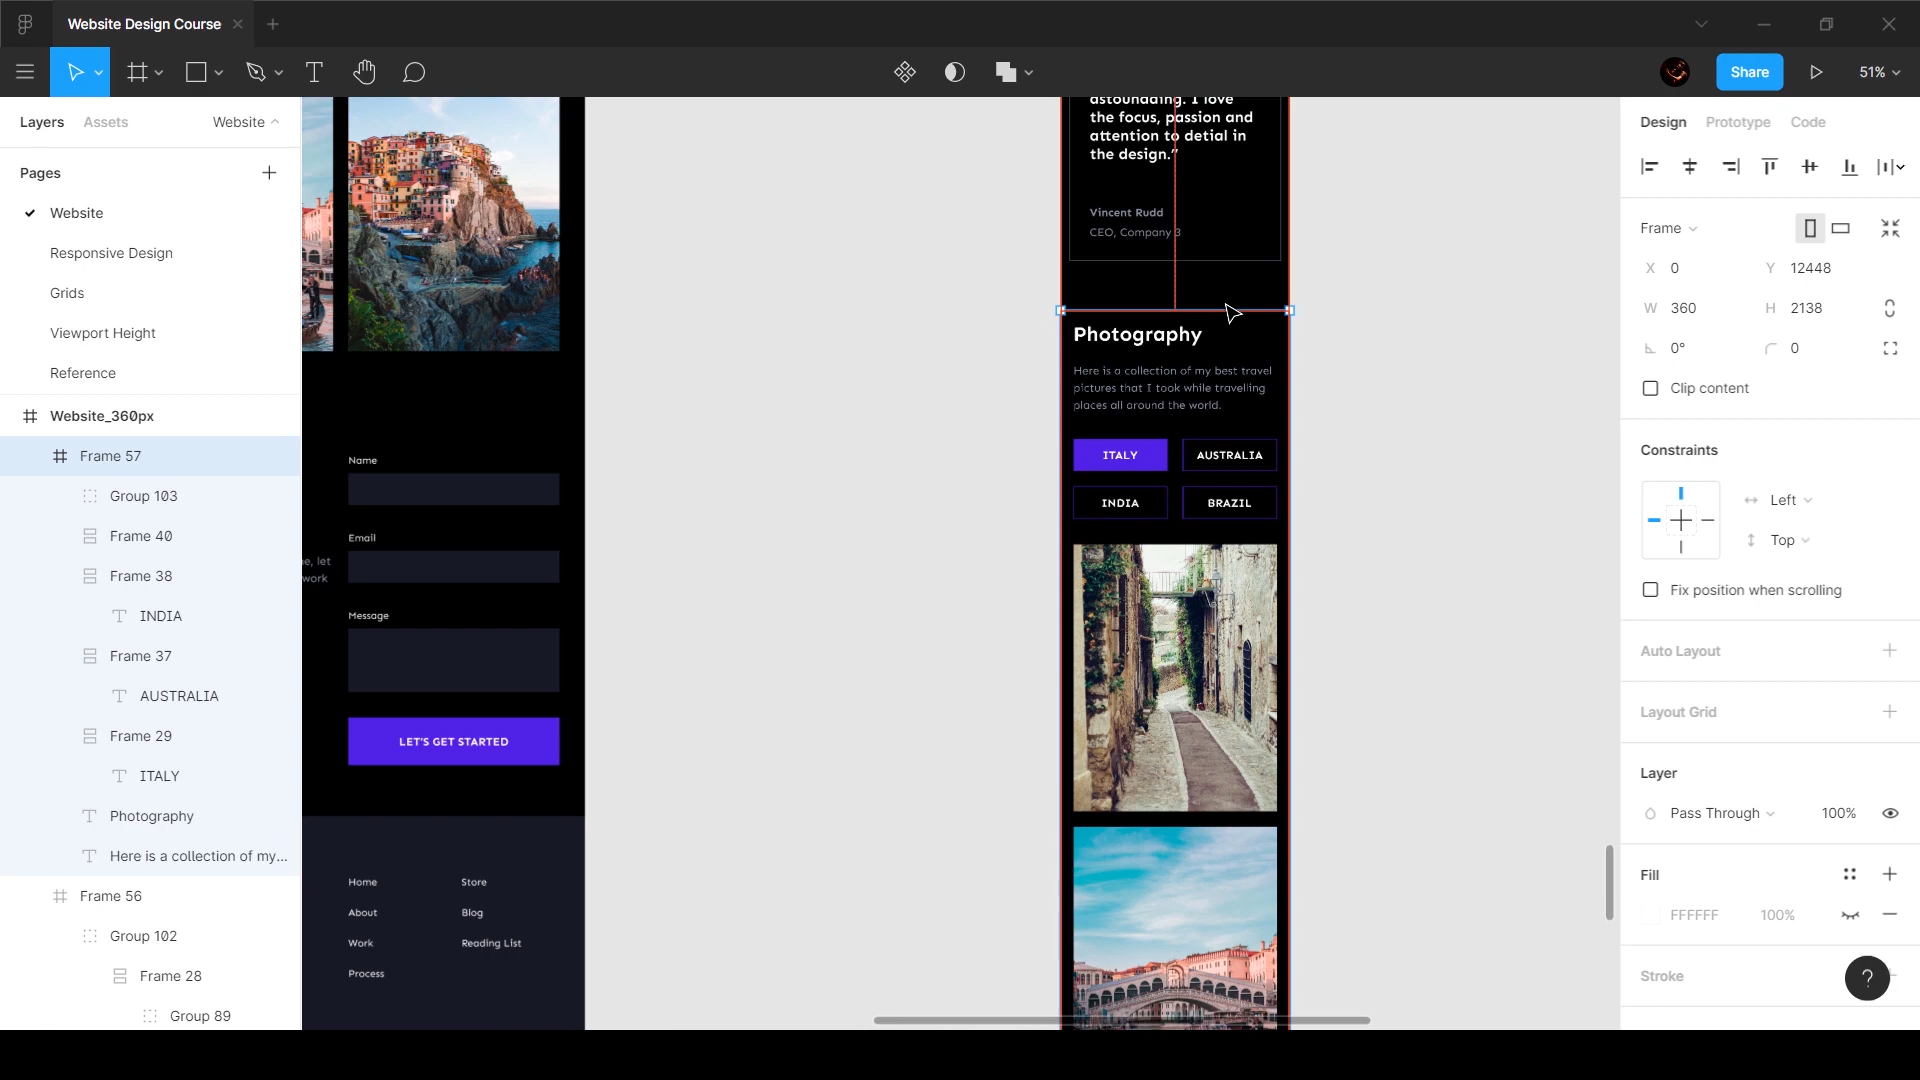 Website Design Course
Share
51%
Layers
Assets
Website
Pages
Website
Responsive Design
Grids
Viewport Height
Reference
Website_360px
Frame 57
Group 103
Frame 40
Frame 38
INDIA
Frame 37
AUSTRALIA
Frame 29
ITALY
Photography
Here is a collection of my...
Frame 56
Group 102
Frame 28
Group 89
Name
Email
e, let
work
Message
LET'S GET STARTED
Home
Store
About
Blog
Work
Reading List
Process
astounding. I love
the focus, passion and
attention to detial in
the design.”
Vincent Rudd
CEO, Company 3
Photography
Here is a collection of my best travel
pictures that I took while travelling
places all around the world.
ITALY
AUSTRALIA
INDIA
BRAZIL
Design
Prototype
Code
Frame
X 0
Y 12448
W 360
H 2138
0°
0
Clip content
Constraints
Left
Top
Fix position when scrolling
Auto Layout
Layout Grid
Layer
Pass Through
100%
Fill
FFFFFF
100%
Stroke
?